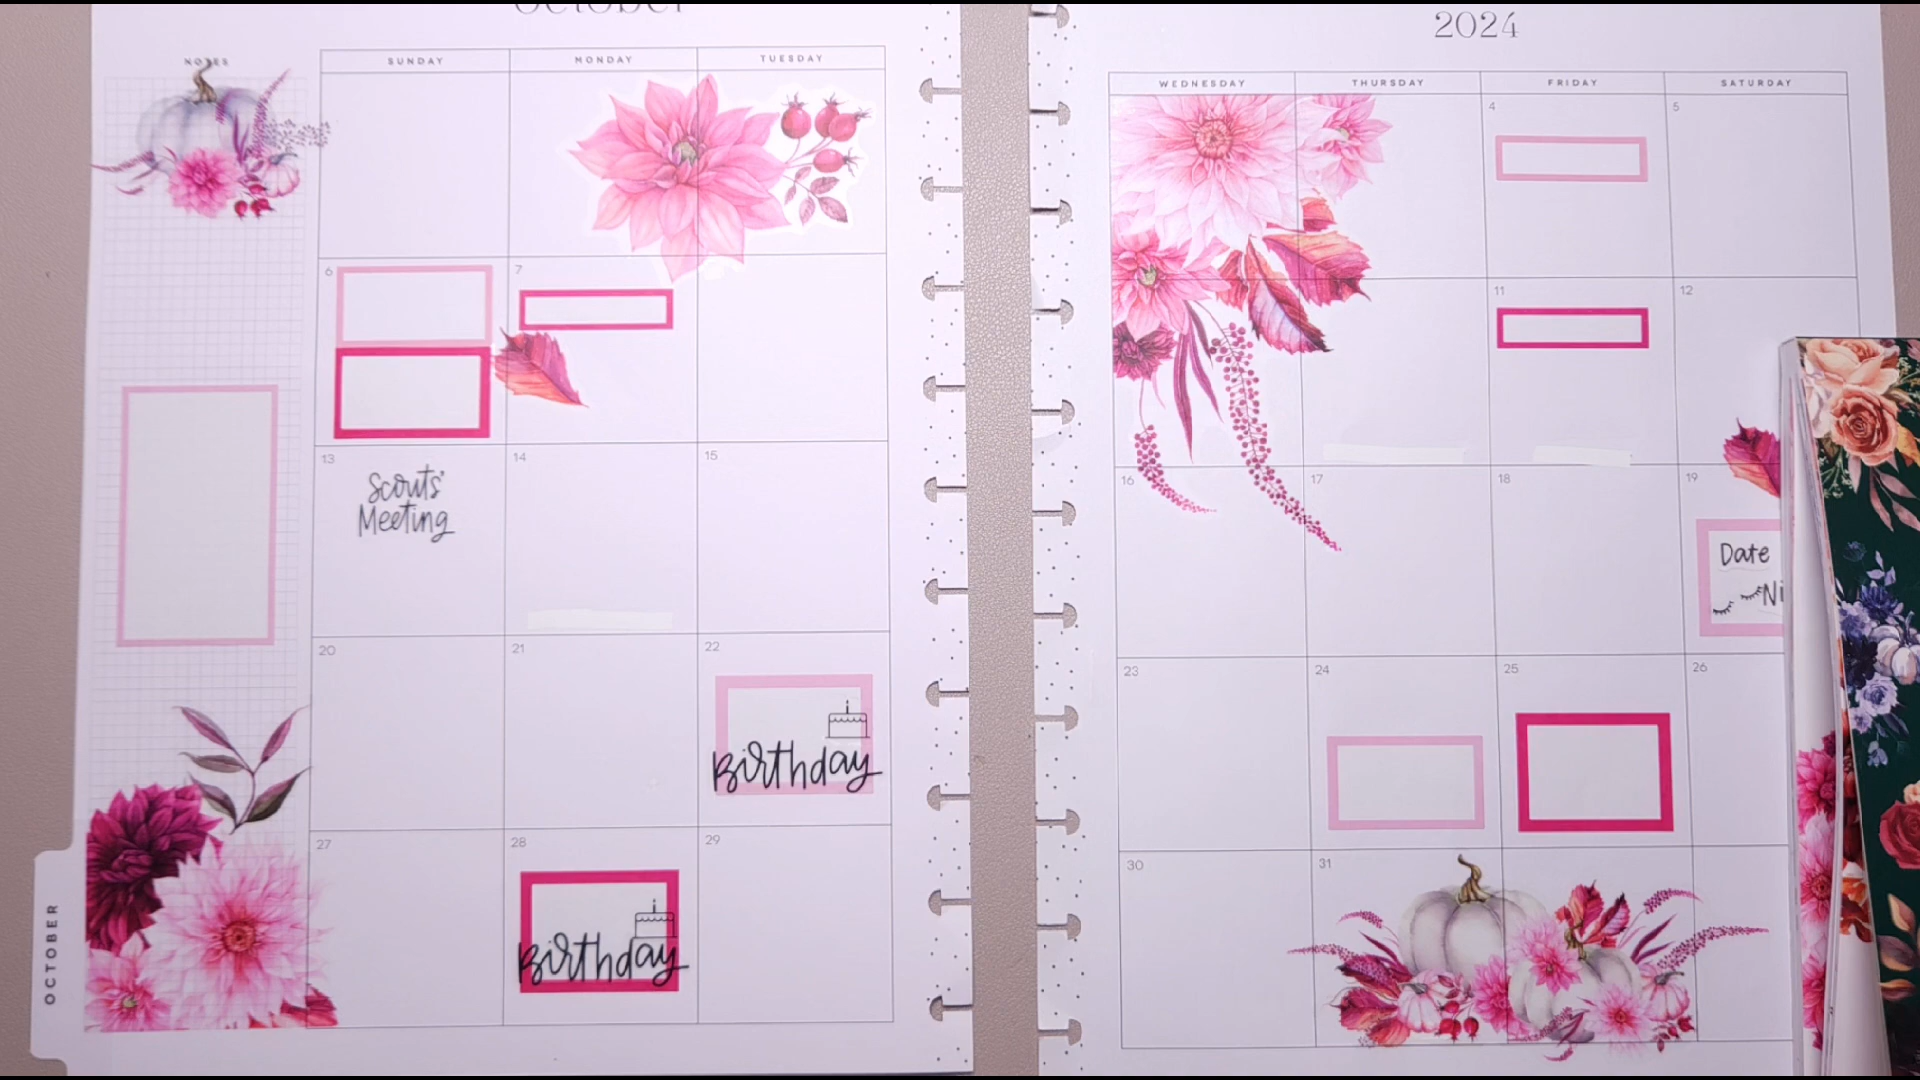 October
2024
NOTES
SUNDAY MONDAY TUESDAY
WEDNESDAY THURSDAY FRIDAY SATURDAY
4 5
6 7
11 12
13 14 15
Scouts'
Meeting
16 17 18 19
Date
Ni
20 21 22
Birthday
23 24 25 26
27 28 29
Birthday
30 31
OCTOBER